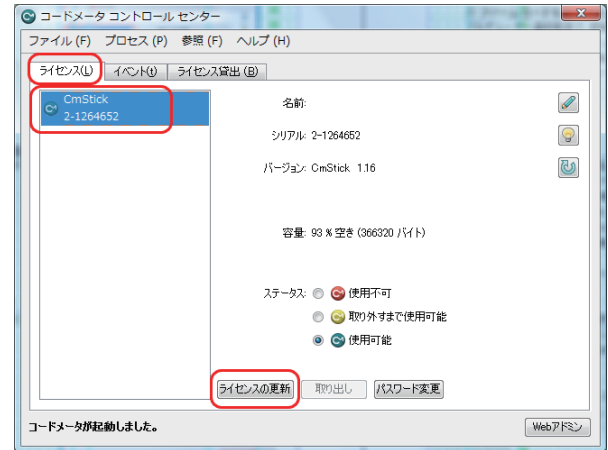 コードメータ コントロール センター
ファイル (F) プロセス (P) 参照 (F) ヘルプ (H)
ライセンス(L) イベント(t) ライセンス貸出 (B)
CmStick
2-1264652
名前:
シリアル: 2-1264652
バージョン: CmStick 1.16
容量: 93 % 空き (366320 バイト)
ステータス: 使用不可
取り外すまで使用可能
使用可能
ライセンスの更新 取り出し パスワード変更
コードメータが起動しました。 Webアドミン